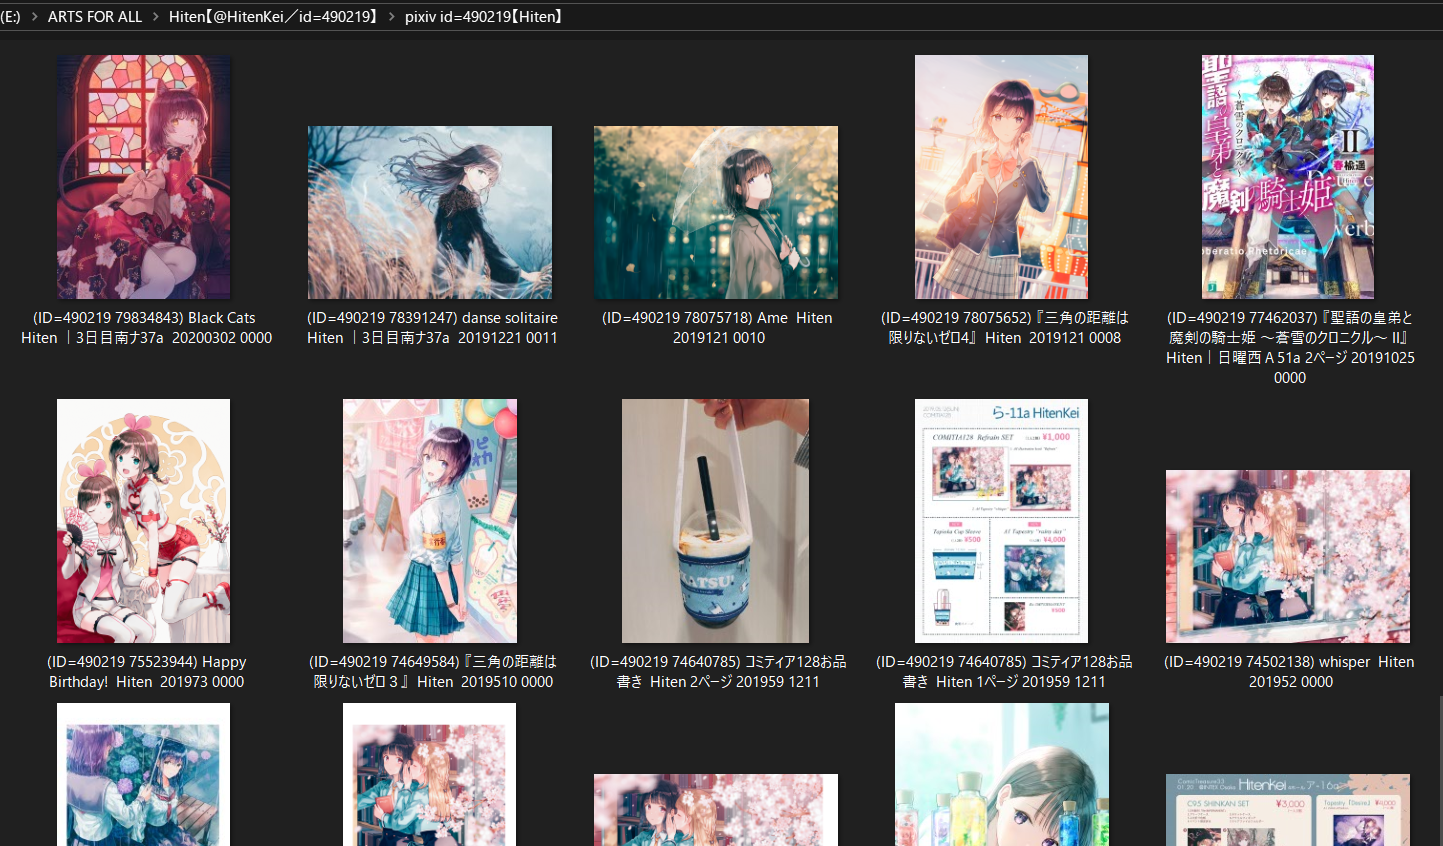 (E:) > ARTS FOR ALL > Hiten【@HitenKei／id=490219】 > pixiv id=490219【Hiten】
聖語の皇弟と
魔剣の騎士姫
～蒼雪のクロニクル～
II
春楡遥
(ID=490219 79834843) Black Cats
Hiten｜3日目南ナ37a 20200302 0000
(ID=490219 78391247) danse solitaire
Hiten｜3日目南ナ37a 20191221 0011
(ID=490219 78075718) Ame Hiten
2019121 0010
(ID=490219 78075652)『三角の距離は
限りないゼロ4』 Hiten 2019121 0008
(ID=490219 77462037)『聖語の皇弟と
魔剣の騎士姫 ～蒼雪のクロニクル～ II』
Hiten｜日曜西Ａ51a 2ページ 20191025
0000
ら-11a HitenKei
COMITIA128 Refrain SET
¥1,000
Tapioka Cup Sleeve
¥500
A1 Tapestry "rainy day"
¥4,000
¥500
(ID=490219 75523944) Happy
Birthday! Hiten 201973 0000
(ID=490219 74649584)『三角の距離は
限りないゼロ３』 Hiten 2019510 0000
(ID=490219 74640785) コミティア128お品
書き Hiten 2ページ 201959 1211
(ID=490219 74640785) コミティア128お品
書き Hiten 1ページ 201959 1211
(ID=490219 74502138) whisper Hiten
201952 0000
HitenKei
ア-16a
C95 SHINKAN SET
¥3,000